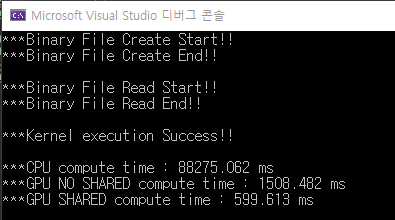 Microsoft Visual Studio 디버그 콘솔
***Binary File Create Start!!
***Binary File Create End!!
***Binary File Read Start!!
***Binary File Read End!!
***Kernel execution Success!!
***CPU compute time : 88275.062 ms
***GPU NO SHARED compute time : 1508.482 ms
***GPU SHARED compute time : 599.613 ms